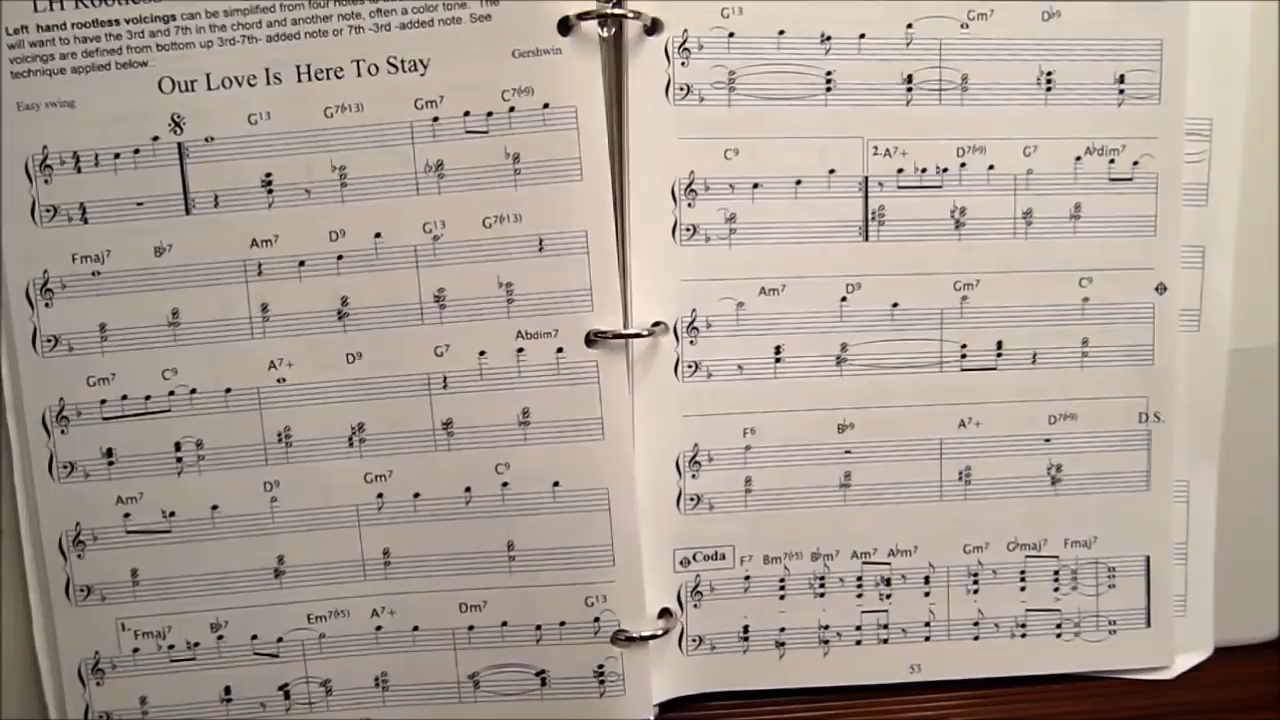 LH Rootless
Left hand rootless voicings can be simplified from four notes to The
will want to have the 3rd and 7th in the chord and another note, often a color tone.
voicings are defined from bottom up 3rd-7th- added note or 7th -3rd -added note. See
technique applied below.
Our Love Is Here To Stay
Gershwin
Easy swing
G13 G7(♭13) Gm7 C7(♭9)
Fmaj7 B♭7 Am7 D9 G13 G7(♭13)
Gm7 C9 A7+ D9 G7 Abdim7
Am7 D9 Gm7 C9
1. Fmaj7 B♭7 Em7(♭5) A7+ Dm7 G13
G13 Gm7 D♭9
C9 2. A7+ D7(♭9) G7 A♭dim7
Am7 D9 Gm7 C9
F6 B♭9 A7+ D7(♭9) D.S.
Coda F7 Bm7(♭5) B♭m7 Am7 A♭m7 Gm7 G♭maj7 Fmaj7
53